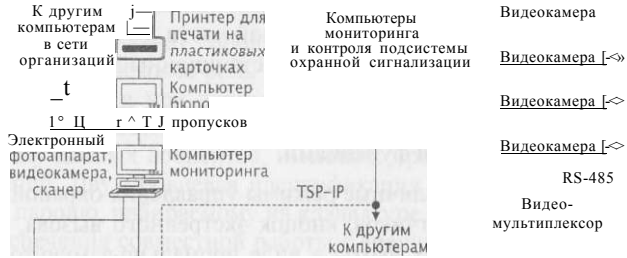 К другим
компьютерам
в сети
организаций
Принтер для
печати на
пластиковых
карточках
Компьютер
бюро
пропусков
Электронный
фотоаппарат,
видеокамера,
сканер
Компьютер
мониторинга
TSP-IP
К другим
компьютерам
Компьютеры
мониторинга
и контроля подсистемы
охранной сигнализации
Видеокамера
Видеокамера
Видеокамера
Видеокамера
RS-485
Видео-
мультиплексор